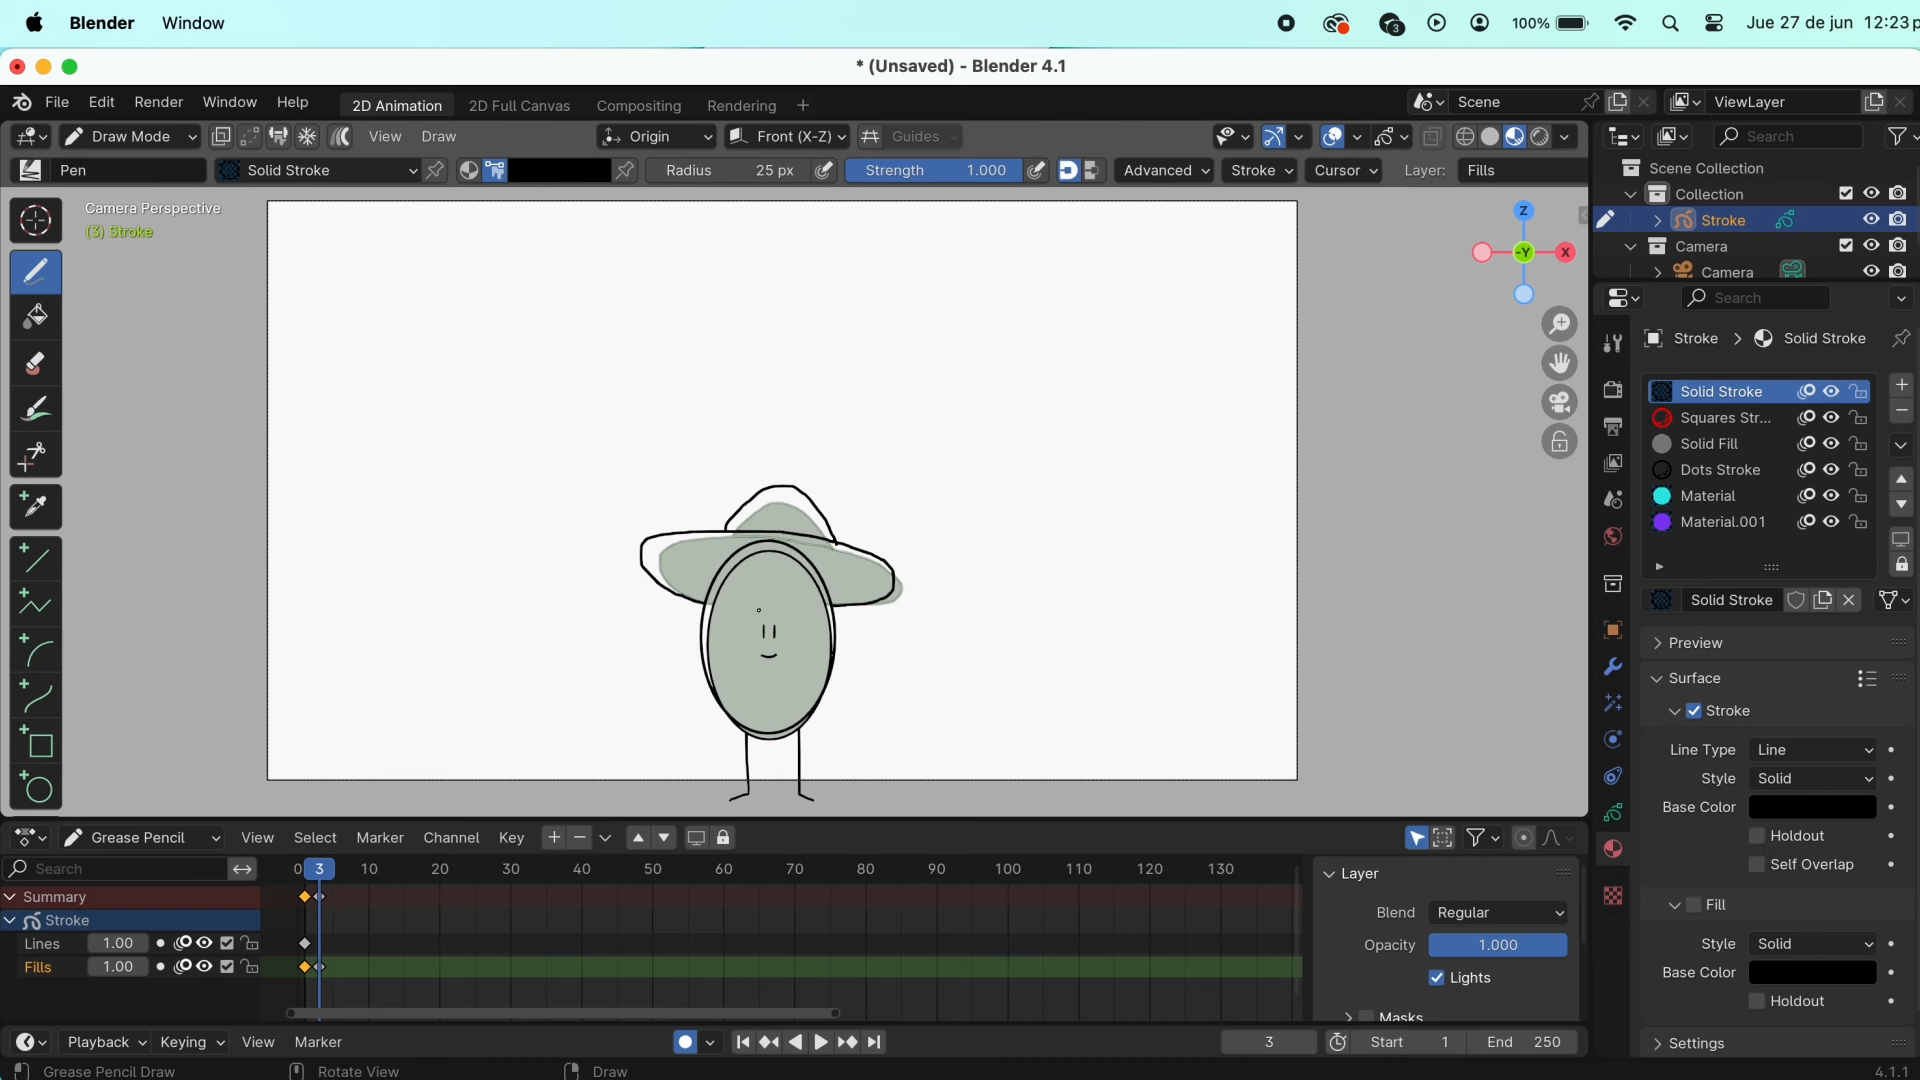 Blender Window 3 100% Jue 27 de jun 12:23 p
* (Unsaved) - Blender 4.1
File Edit Render Window Help 2D Animation 2D Full Canvas Compositing Rendering + Scene ViewLayer
Draw Mode View Draw Origin Front (X-Z) Guides Search
Pen Solid Stroke Radius 25 px Strength 1.000 Advanced Stroke Cursor Layer: Fills
Scene Collection
Collection
Stroke
Camera
Camera
Camera Perspective
(3) Stroke
Z
-Y X
Search
Stroke > Solid Stroke
Solid Stroke
Squares Str...
Solid Fill
Dots Stroke
Material
Material.001
Solid Stroke
Preview
Surface
Stroke
Line Type Line
Style Solid
Base Color
Holdout
Self Overlap
Fill
Style Solid
Base Color
Holdout
Settings
Grease Pencil View Select Marker Channel Key
Search 0 3 10 20 30 40 50 60 70 80 90 100 110 120 130
Summary
Stroke
Lines 1.00
Fills 1.00
Layer
Blend Regular
Opacity 1.000
Lights
Masks
Playback Keying View Marker 3 Start 1 End 250
Grease Pencil Draw Rotate View Draw 4.1.1